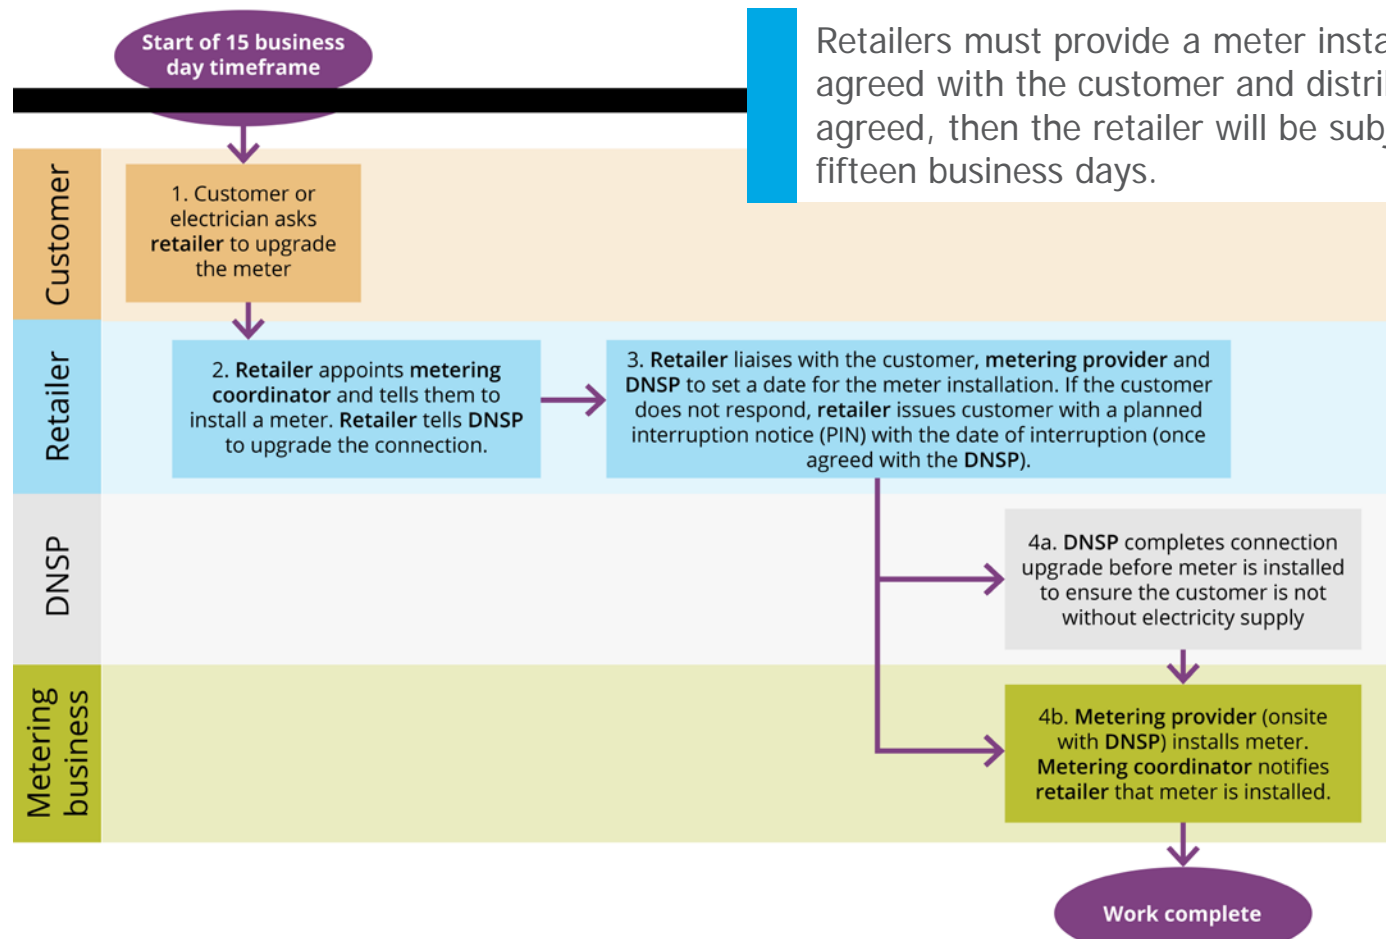 Start of 15 business
day timeframe
Retailers must provide a meter
agreed with the customer and
agreed, then the retailer will be
fifteen business days.
Customer
1. Customer or
electrician asks
retailer to upgrade
the meter
Retailer
2. Retailer appoints metering
coordinator and tells them to
install a meter. Retailer tells DNSP
to upgrade the connection.
3. Retailer liaises with the customer, metering provider and
DNSP to set a date for the meter installation. If the customer
does not respond, retailer issues customer with a planned
interruption notice (PIN) with the date of interruption (once
agreed with the DNSP).
DNSP
4a. DNSP completes connection
upgrade before meter is installed
to ensure the customer is not
without electricity supply
Metering
business
4b. Metering provider (onsite
with DNSP) installs meter.
Metering coordinator notifies
retailer that meter is installed.
Work complete